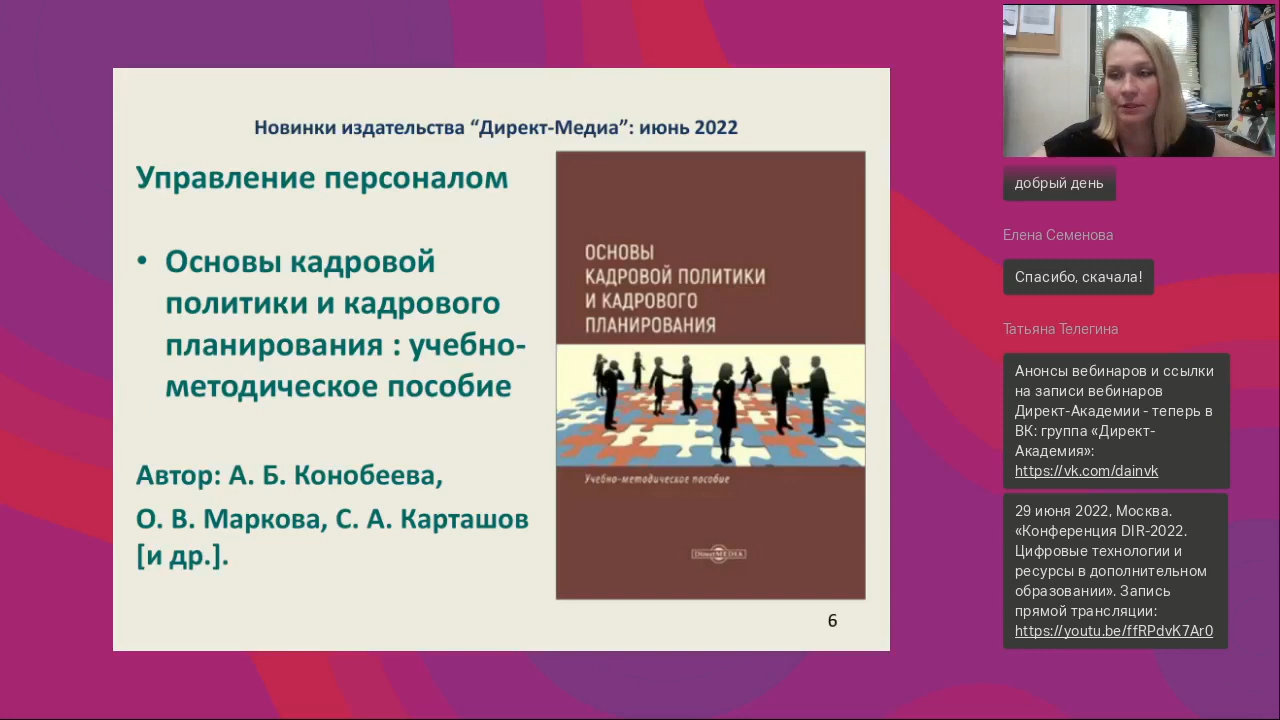 Новинки издательства “Директ-Медиа”: июнь 2022
Управление персоналом
• Основы кадровой
политики и кадрового
планирования : учебно-
методическое пособие
Автор: А. Б. Конобеева,
О. В. Маркова, С. А. Карташов
[и др.].
ОСНОВЫ
КАДРОВОЙ ПОЛИТИКИ
И КАДРОВОГО
ПЛАНИРОВАНИЯ
Учебно-методическое пособие
DirectMEDIA
6
добрый день
Елена Семенова
Спасибо, скачала!
Татьяна Телегина
Анонсы вебинаров и ссылки
на записи вебинаров
Директ-Академии - теперь в
ВК: группа «Директ-
Академия»:
https://vk.com/dainvk
29 июня 2022, Москва.
«Конференция DIR-2022.
Цифровые технологии и
ресурсы в дополнительном
образовании». Запись
прямой трансляции:
https://youtu.be/ffRPdvK7Ar0